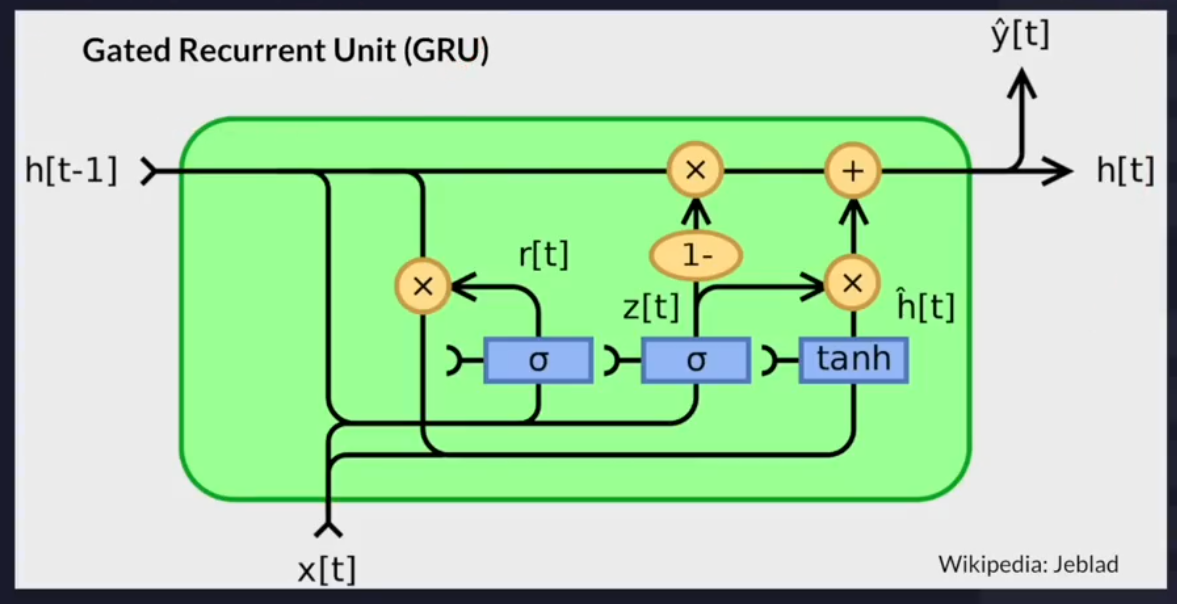 Gated Recurrent Unit (GRU)
ŷ[t]
h[t-1]
×
+
h[t]
r[t]
1-
×
z[t]
×
ĥ[t]
σ
σ
tanh
x[t]
Wikipedia: Jeblad